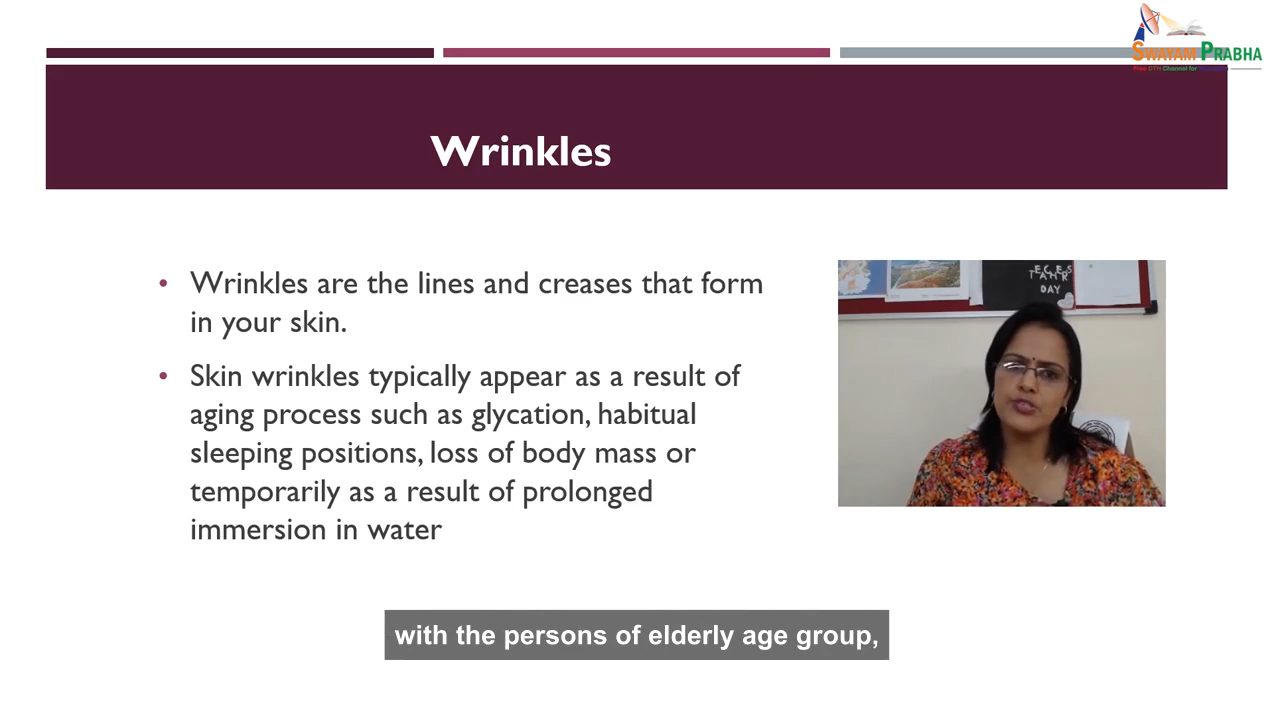 SWAYAM PRABHA
Wrinkles
• Wrinkles are the lines and creases that form
in your skin.
• Skin wrinkles typically appear as a result of
aging process such as glycation, habitual
sleeping positions, loss of body mass or
temporarily as a result of prolonged
immersion in water
DAY
with the persons of elderly age group,